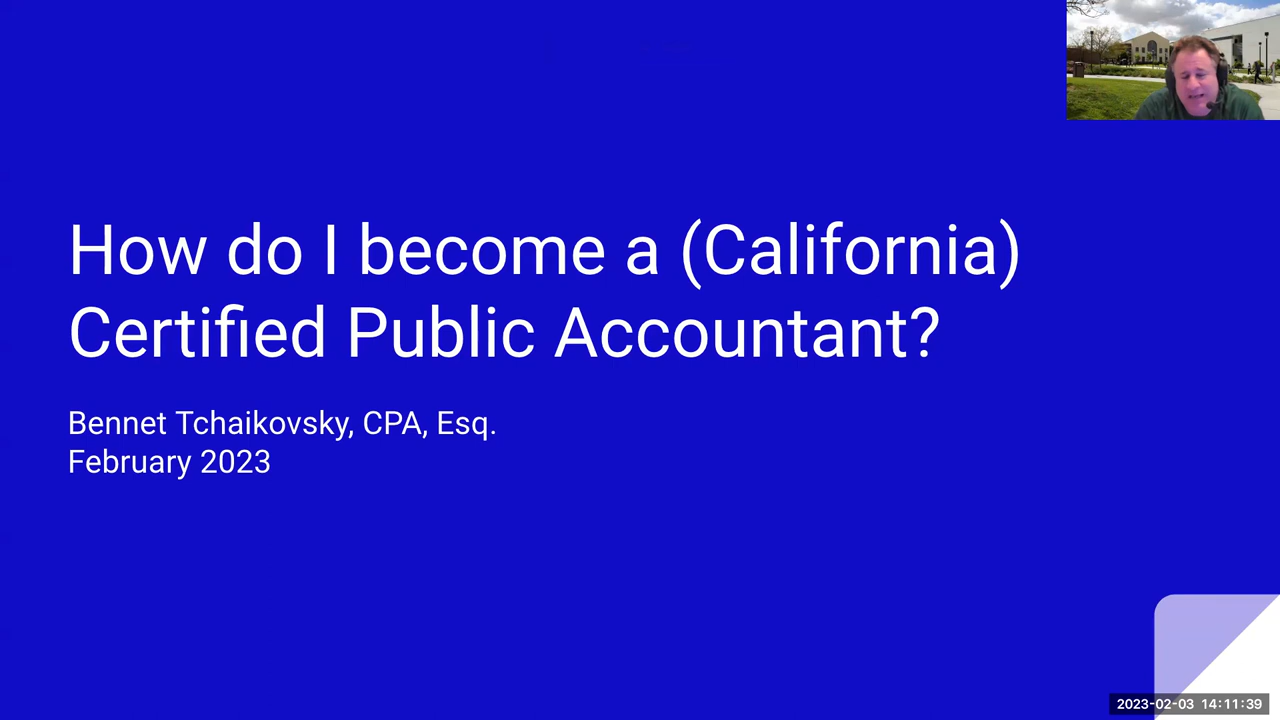 How do I become a (California)
Certified Public Accountant?
Bennet Tchaikovsky, CPA, Esq.
February 2023
2023-02-03 14:11:39